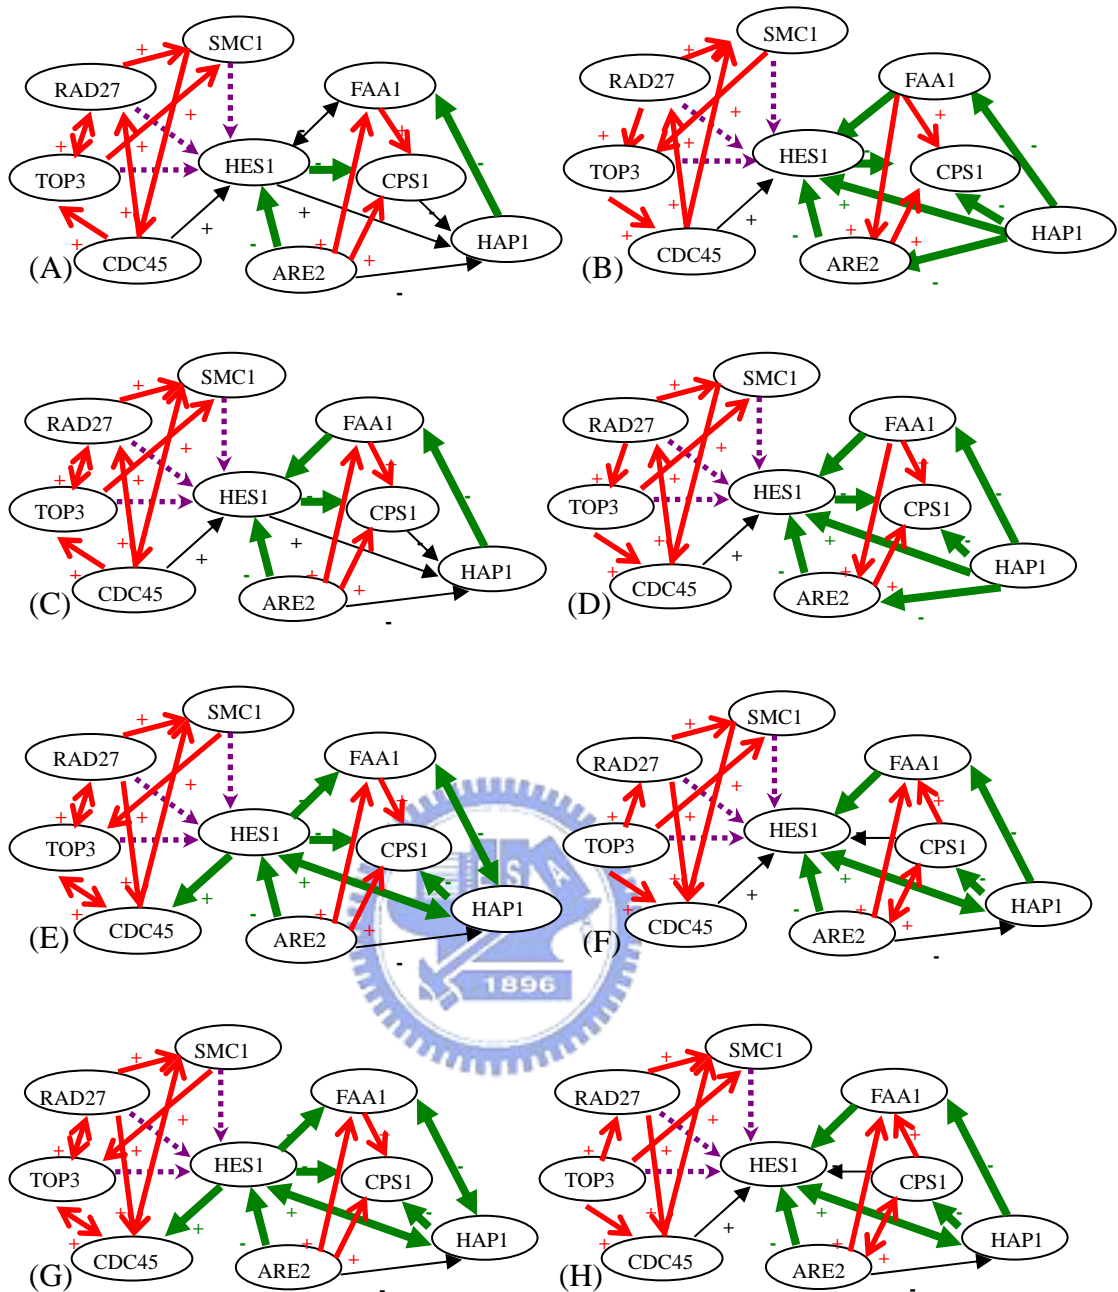 SMC1
RAD27
FAA1
HES1
TOP3
CPS1
HAP1
CDC45
ARE2
(A)
+
+
+
+
+
+
+
+
+
-
-
-
-
SMC1
RAD27
FAA1
HES1
TOP3
CPS1
HAP1
CDC45
ARE2
(B)
+
+
+
+
+
+
+
+
+
-
-
-
-
SMC1
RAD27
FAA1
HES1
TOP3
CPS1
HAP1
CDC45
ARE2
(C)
+
+
+
+
+
+
+
+
+
-
-
-
-
SMC1
RAD27
FAA1
HES1
TOP3
CPS1
HAP1
CDC45
ARE2
(D)
+
+
+
+
+
+
+
+
+
-
-
-
-
SMC1
RAD27
FAA1
HES1
TOP3
CPS1
HAP1
CDC45
ARE2
(E)
+
+
+
+
+
+
+
+
-
-
-
-
S
A
1896
SMC1
RAD27
FAA1
HES1
TOP3
CPS1
HAP1
CDC45
ARE2
(F)
+
+
+
+
+
+
+
+
+
-
-
-
-
SMC1
RAD27
FAA1
HES1
TOP3
CPS1
HAP1
CDC45
ARE2
(G)
+
+
+
+
+
+
+
+
-
-
-
-
SMC1
RAD27
FAA1
HES1
TOP3
CPS1
HAP1
CDC45
ARE2
(H)
+
+
+
+
+
+
+
+
+
-
-
-
-